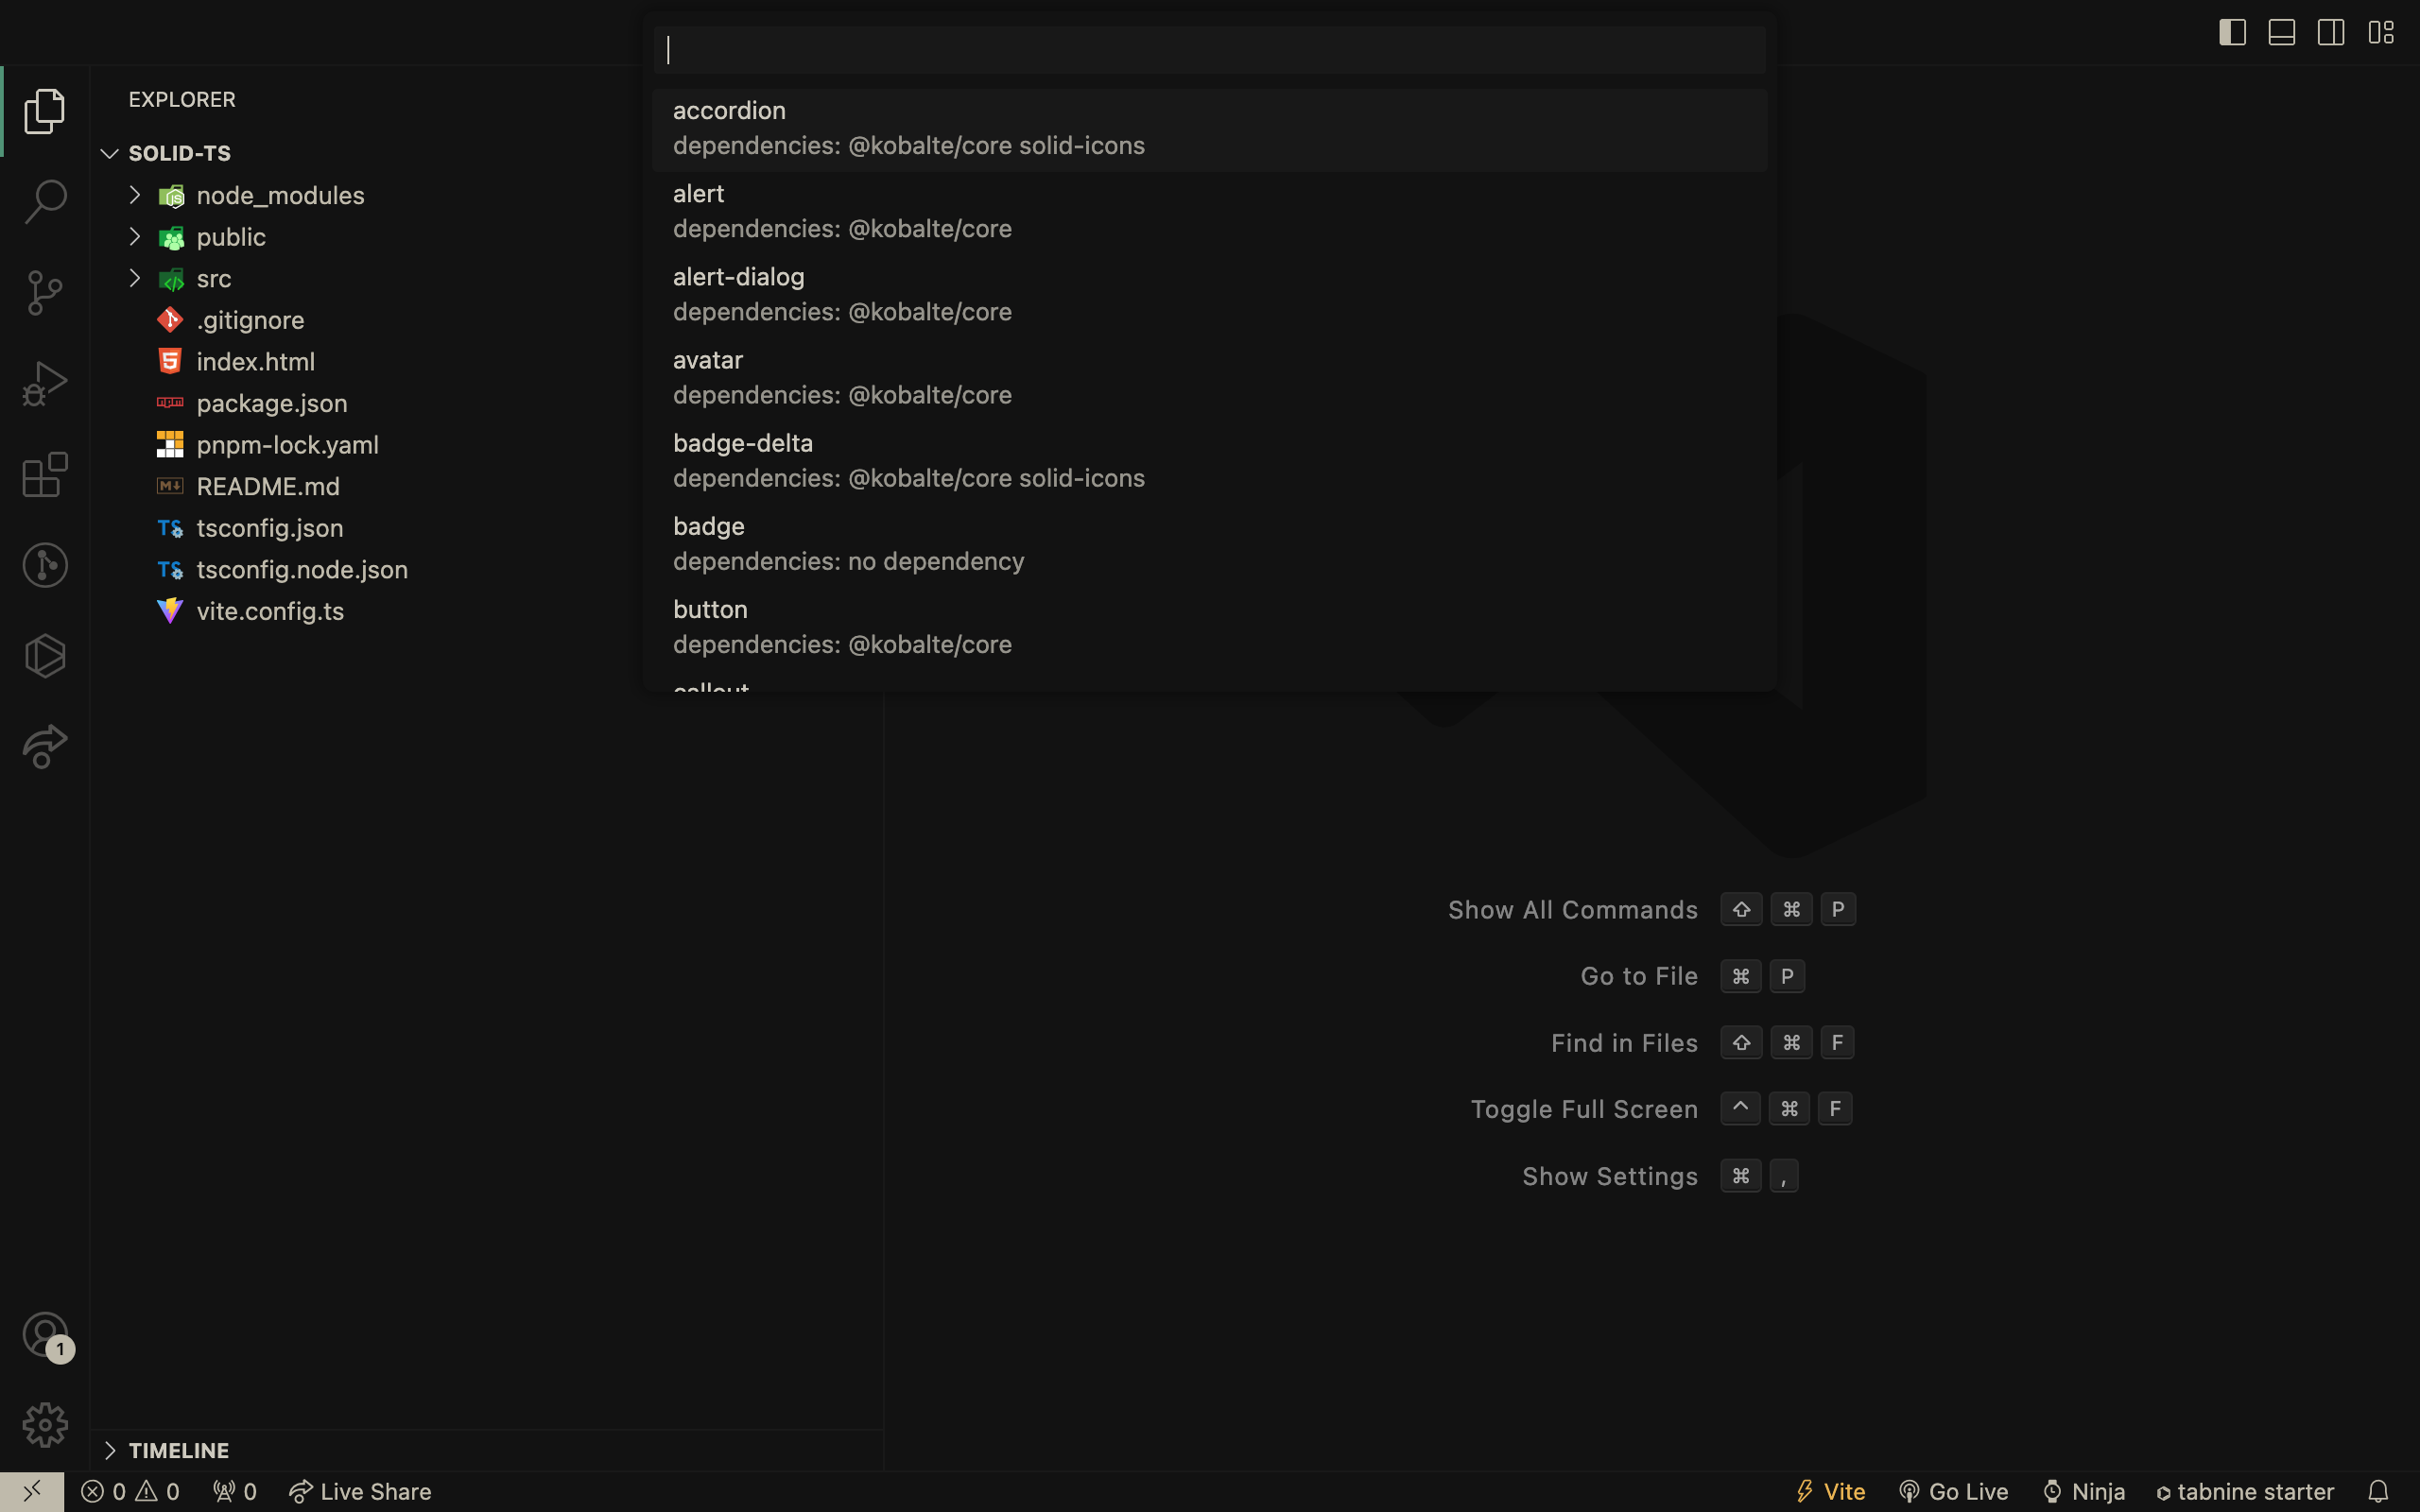 EXPLORER
SOLID-TS
node_modules
public
src
.gitignore
index.html
package.json
pnpm-lock.yaml
README.md
tsconfig.json
tsconfig.node.json
vite.config.ts
accordion
dependencies: @kobalte/core solid-icons
alert
dependencies: @kobalte/core
alert-dialog
dependencies: @kobalte/core
avatar
dependencies: @kobalte/core
badge-delta
dependencies: @kobalte/core solid-icons
badge
dependencies: no dependency
button
dependencies: @kobalte/core
callout
Show All Commands ⇧ ⌘ P
Go to File ⌘ P
Find in Files ⇧ ⌘ F
Toggle Full Screen ^ ⌘ F
Show Settings ⌘ ,
1
TIMELINE
0 0 0 Live Share Vite Go Live Ninja tabnine starter